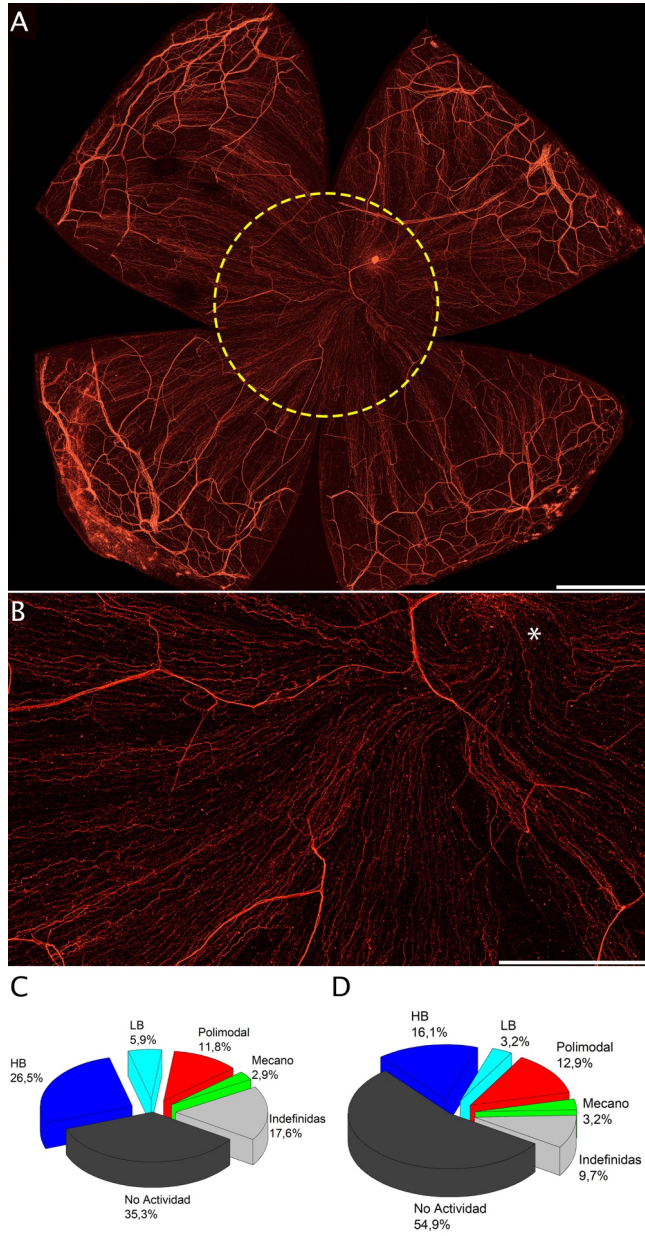 A
B
*
C
D
HB
26,5%
LB
5,9%
Polimodal
11,8%
Mecano
2,9%
Indefinidas
17,6%
No Actividad
35,3%
HB
16,1%
LB
3,2%
Polimodal
12,9%
Mecano
3,2%
Indefinidas
9,7%
No Actividad
54,9%